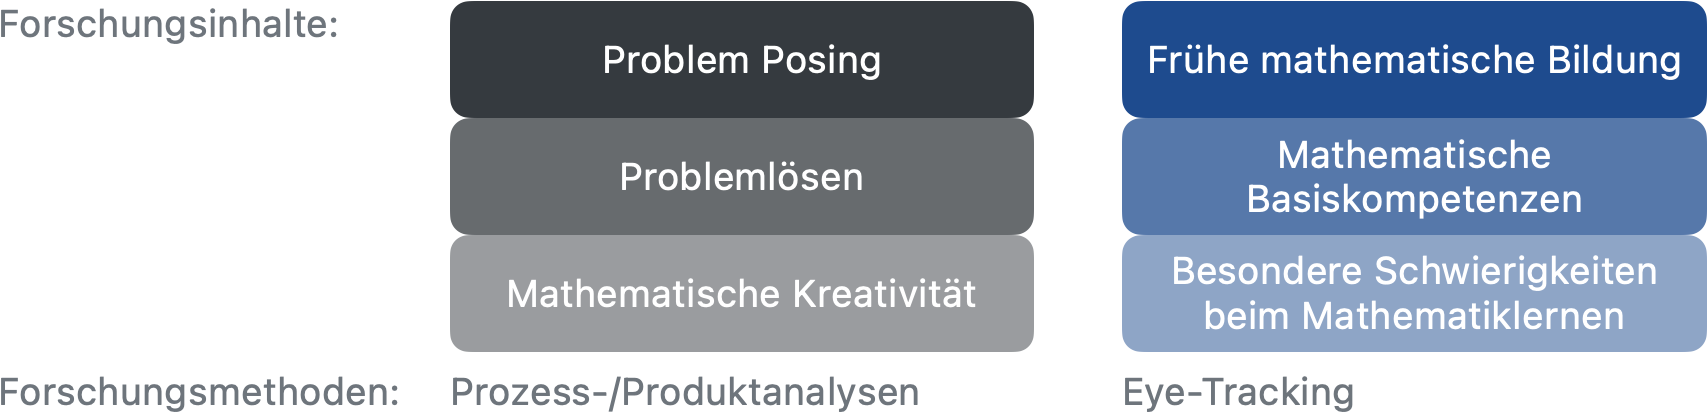 Forschungsinhalte:
Problem Posing
Problemlösen
Mathematische Kreativität
Frühe mathematische Bildung
Mathematische
Basiskompetenzen
Besondere Schwierigkeiten
beim Mathematiklernen
Forschungsmethoden:
Prozess-/Produktanalysen
Eye-Tracking